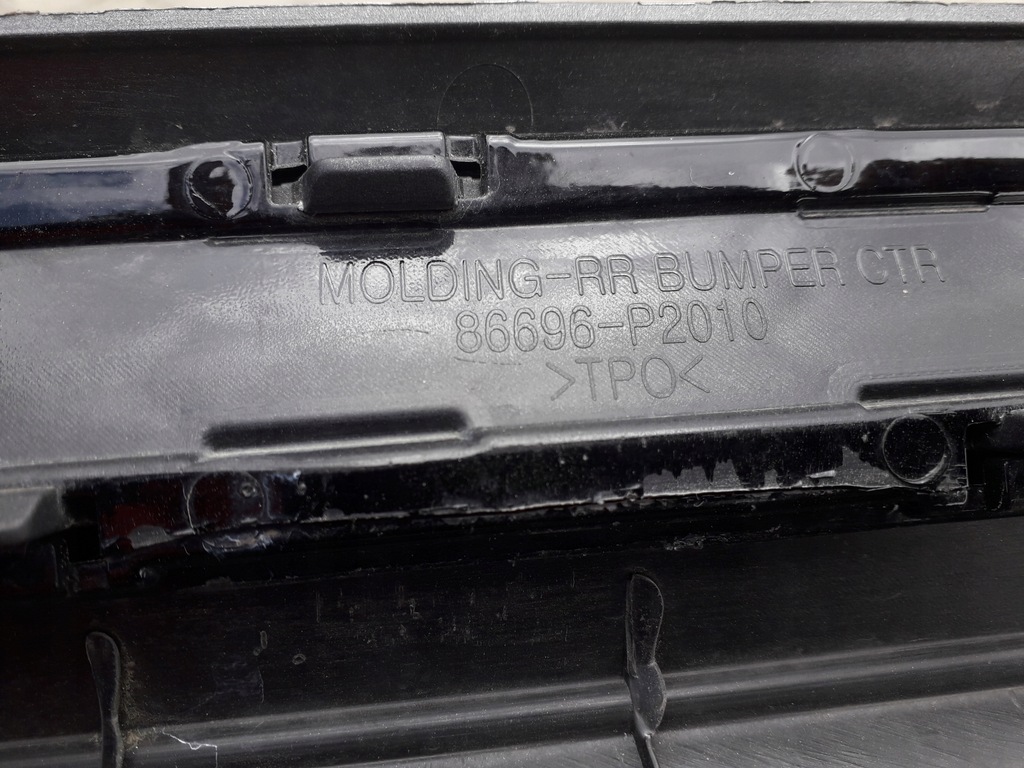 MOLDING-RR BUMPER CTR
86696-P2010
>TPO<